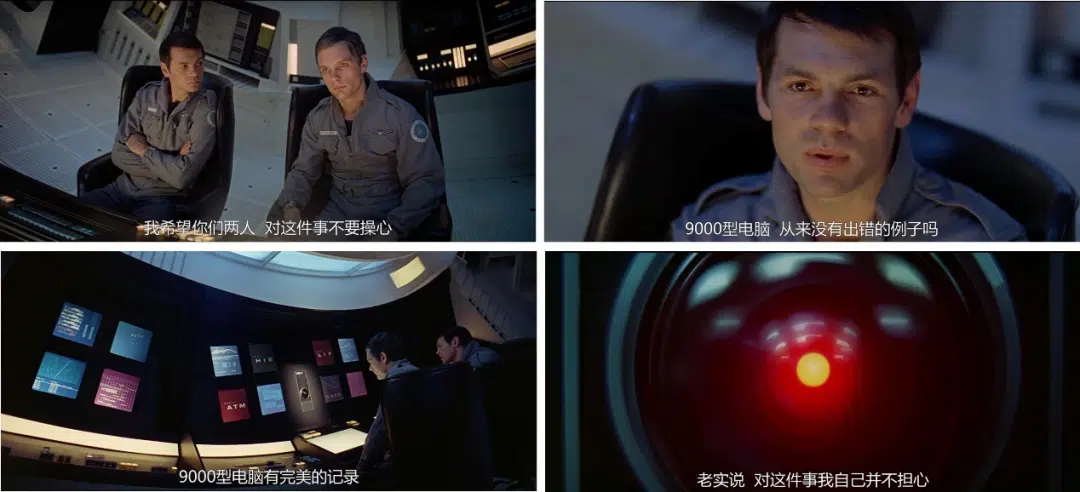 我希望你们两人 对这件事不要操心
9000型电脑 从来没有出错的例子吗
HIB
ATM
9000型电脑有完美的记录
老实说 对这件事我自己并不担心